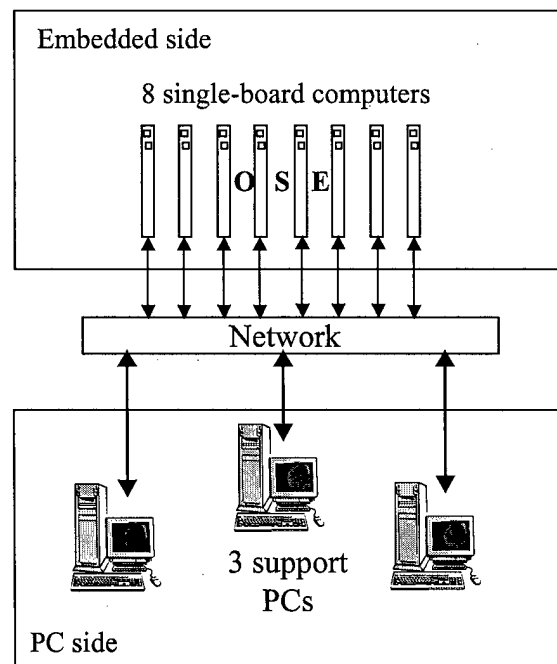 Embedded side
8 single-board computers
O S E
Network
3 support
PCs
PC side